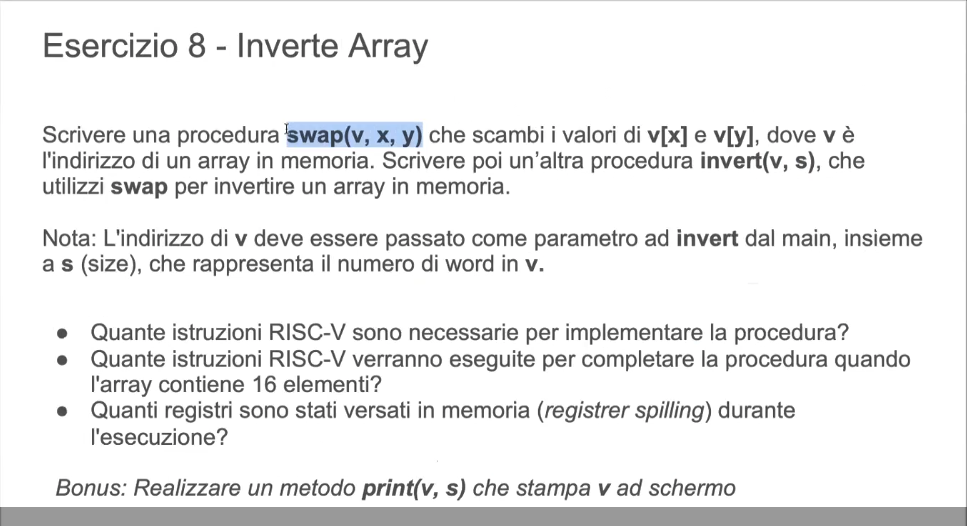 Esercizio 8 - Inverte Array
Scrivere una procedura swap(v, x, y) che scambi i valori di v[x] e v[y], dove v è
l'indirizzo di un array in memoria. Scrivere poi un'altra procedura invert(v, s), che
utilizzi swap per invertire un array in memoria.
Nota: L'indirizzo di v deve essere passato come parametro ad invert dal main, insieme
a s (size), che rappresenta il numero di word in v.
● Quante istruzioni RISC-V sono necessarie per implementare la procedura?
● Quante istruzioni RISC-V verranno eseguite per completare la procedura quando
l'array contiene 16 elementi?
● Quanti registri sono stati versati in memoria (registrer spilling) durante
l'esecuzione?
Bonus: Realizzare un metodo print(v, s) che stampa v ad schermo